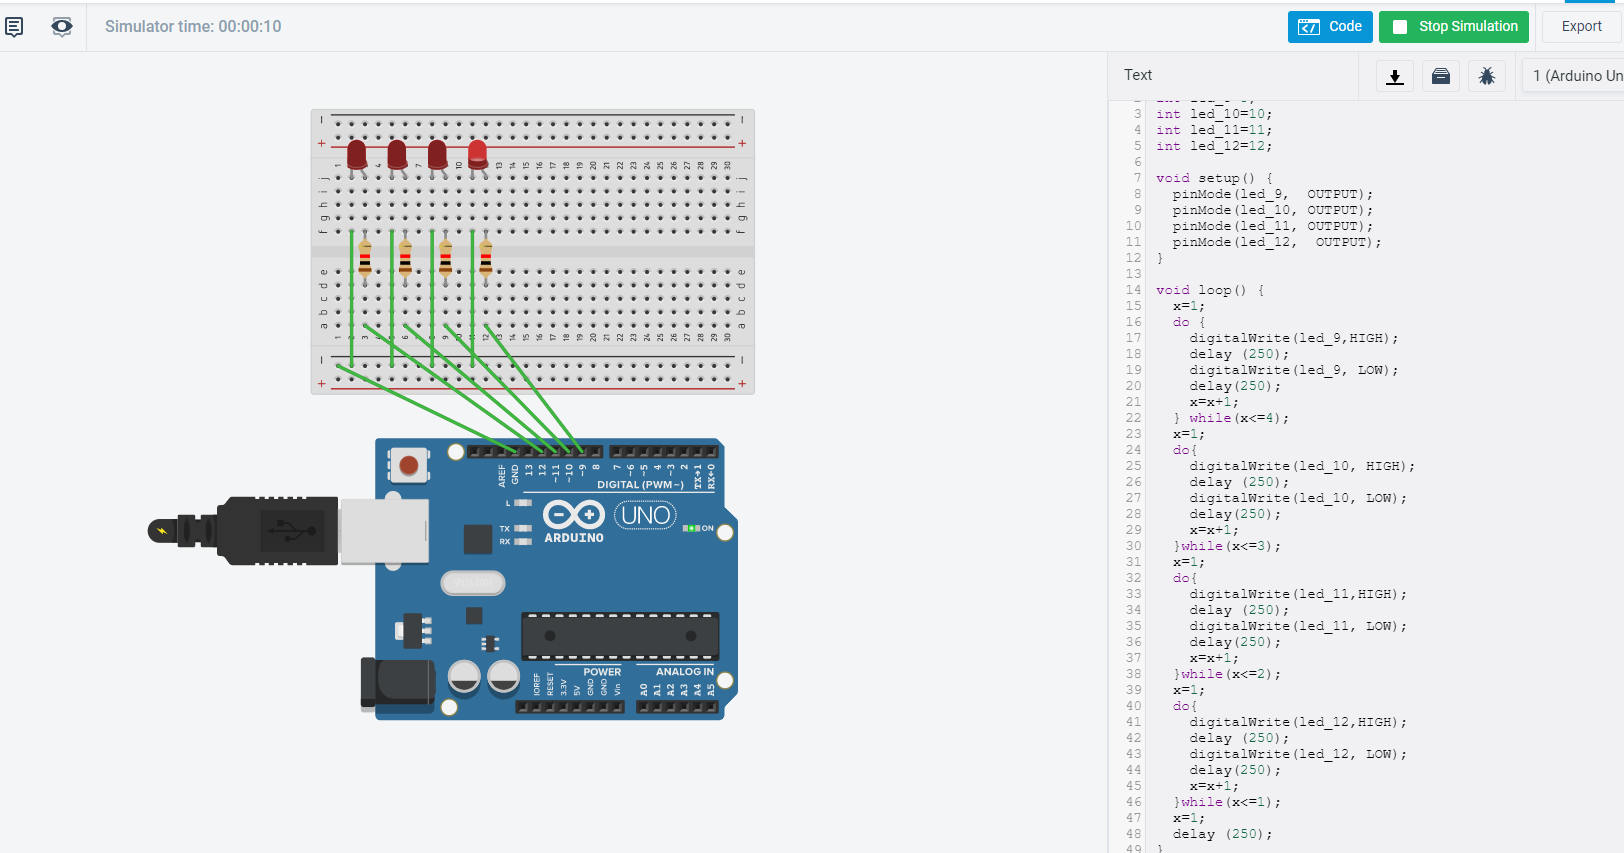 Simulator time: 00:00:10
Code
Stop Simulation
Export
Text
1 (Arduino Un
3 int led_10=10;
4 int led_11=11;
5 int led_12=12;
6
7 void setup() {
8 pinMode(led_9,  OUTPUT);
9 pinMode(led_10, OUTPUT);
10 pinMode(led_11, OUTPUT);
11 pinMode(led_12,  OUTPUT);
12 }
13
14 void loop() {
15 x=1;
16 do {
17 digitalWrite(led_9,HIGH);
18 delay (250);
19 digitalWrite(led_9, LOW);
20 delay(250);
21 x=x+1;
22 } while(x<=4);
23 x=1;
24 do{
25 digitalWrite(led_10, HIGH);
26 delay (250);
27 digitalWrite(led_10, LOW);
28 delay(250);
29 x=x+1;
30 }while(x<=3);
31 x=1;
32 do{
33 digitalWrite(led_11,HIGH);
34 delay (250);
35 digitalWrite(led_11, LOW);
36 delay(250);
37 x=x+1;
38 }while(x<=2);
39 x=1;
40 do{
41 digitalWrite(led_12,HIGH);
42 delay (250);
43 digitalWrite(led_12, LOW);
44 delay(250);
45 x=x+1;
46 }while(x<=1);
47 x=1;
48 delay (250);
49 }
AREF GND 13 12 ~11 ~10 ~9 8 7 ~6 ~5 4 ~3 2 TX→1 RX←0
DIGITAL (PWM~)
L
TX
RX
ARDUINO
UNO
ON
POWER
ANALOG IN
IOREF RESET 3.3V 5V GND GND Vin A0 A1 A2 A3 A4 A5